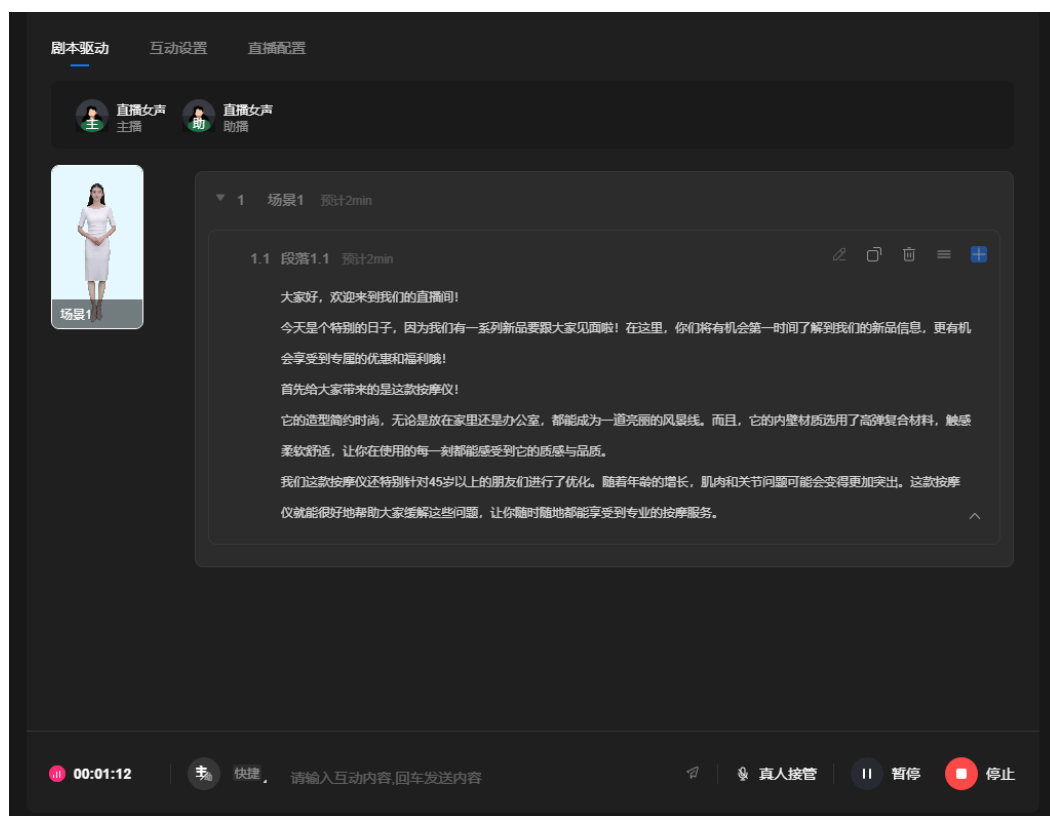 剧本驱动 互动设置 直播配置
主 直播女声 助 直播女声
主播 助播
1 场景1 预计2min
1.1 段落1.1 预计2min
大家好，欢迎来到我们的直播间！
场景1
今天是个特别的日子，因为我们有一系列新品要跟大家见面啦！在这里，你们将有机会第一时间了解到我们的新品信息，更有机
会享受到专属的优惠和福利哦！
首先给大家带来的是这款按摩仪！
它的造型简约时尚，无论是放在家里还是办公室，都能成为一道亮丽的风景线。而且，它的内壁材质选用了高弹复合材料，触感
柔软舒适，让你在使用的每一刻都能感受到它的质感与品质。
我们这款按摩仪还特别针对45岁以上的朋友们进行了优化。随着年龄的增长，肌肉和关节问题可能会变得更加突出。这款按摩
仪就能很好地帮助大家缓解这些问题，让你随时随地都能享受到专业的按摩服务。
00:01:12 主助 快捷 请输入互动内容,回车发送内容 真人接管 暂停 停止